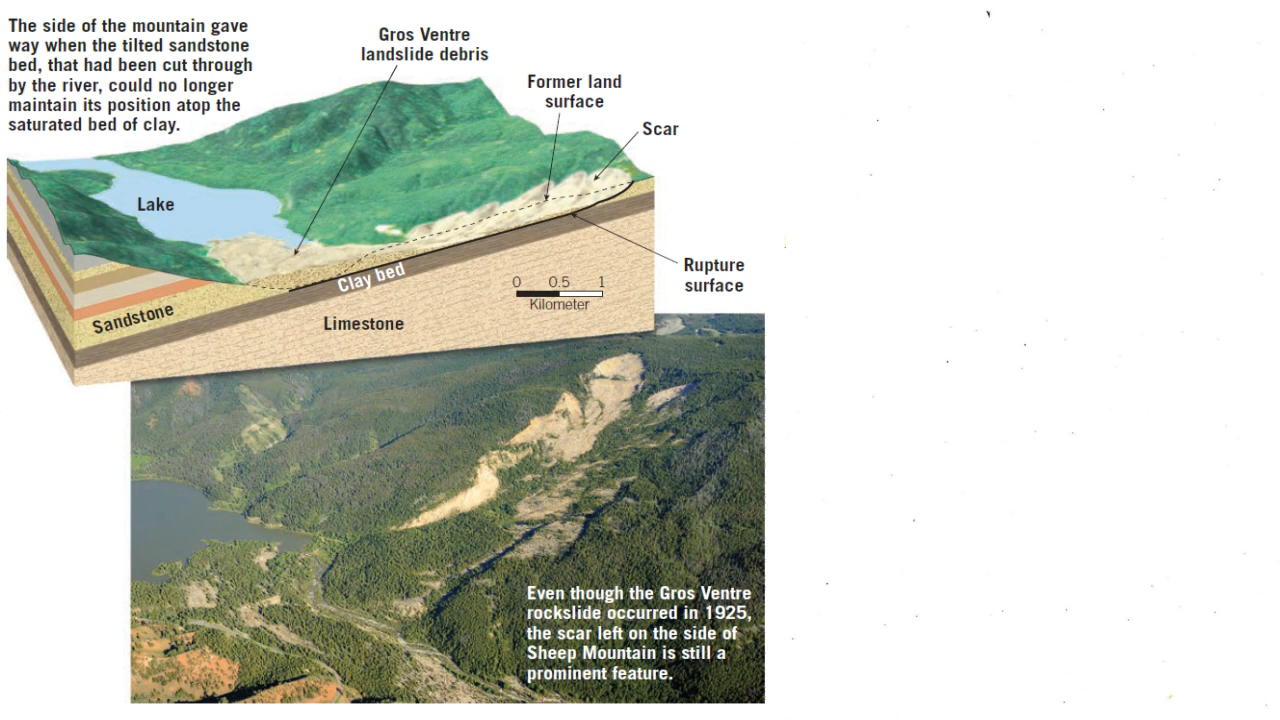 The side of the mountain gave
way when the tilted sandstone
bed, that had been cut through
by the river, could no longer
maintain its position atop the
saturated bed of clay.
Gros Ventre
landslide debris
Former land
surface
Scar
Lake
Rupture
surface
Clay bed
0 0.5 1
Kilometer
Sandstone
Limestone
Even though the Gros Ventre
rockslide occurred in 1925,
the scar left on the side of
Sheep Mountain is still a
prominent feature.